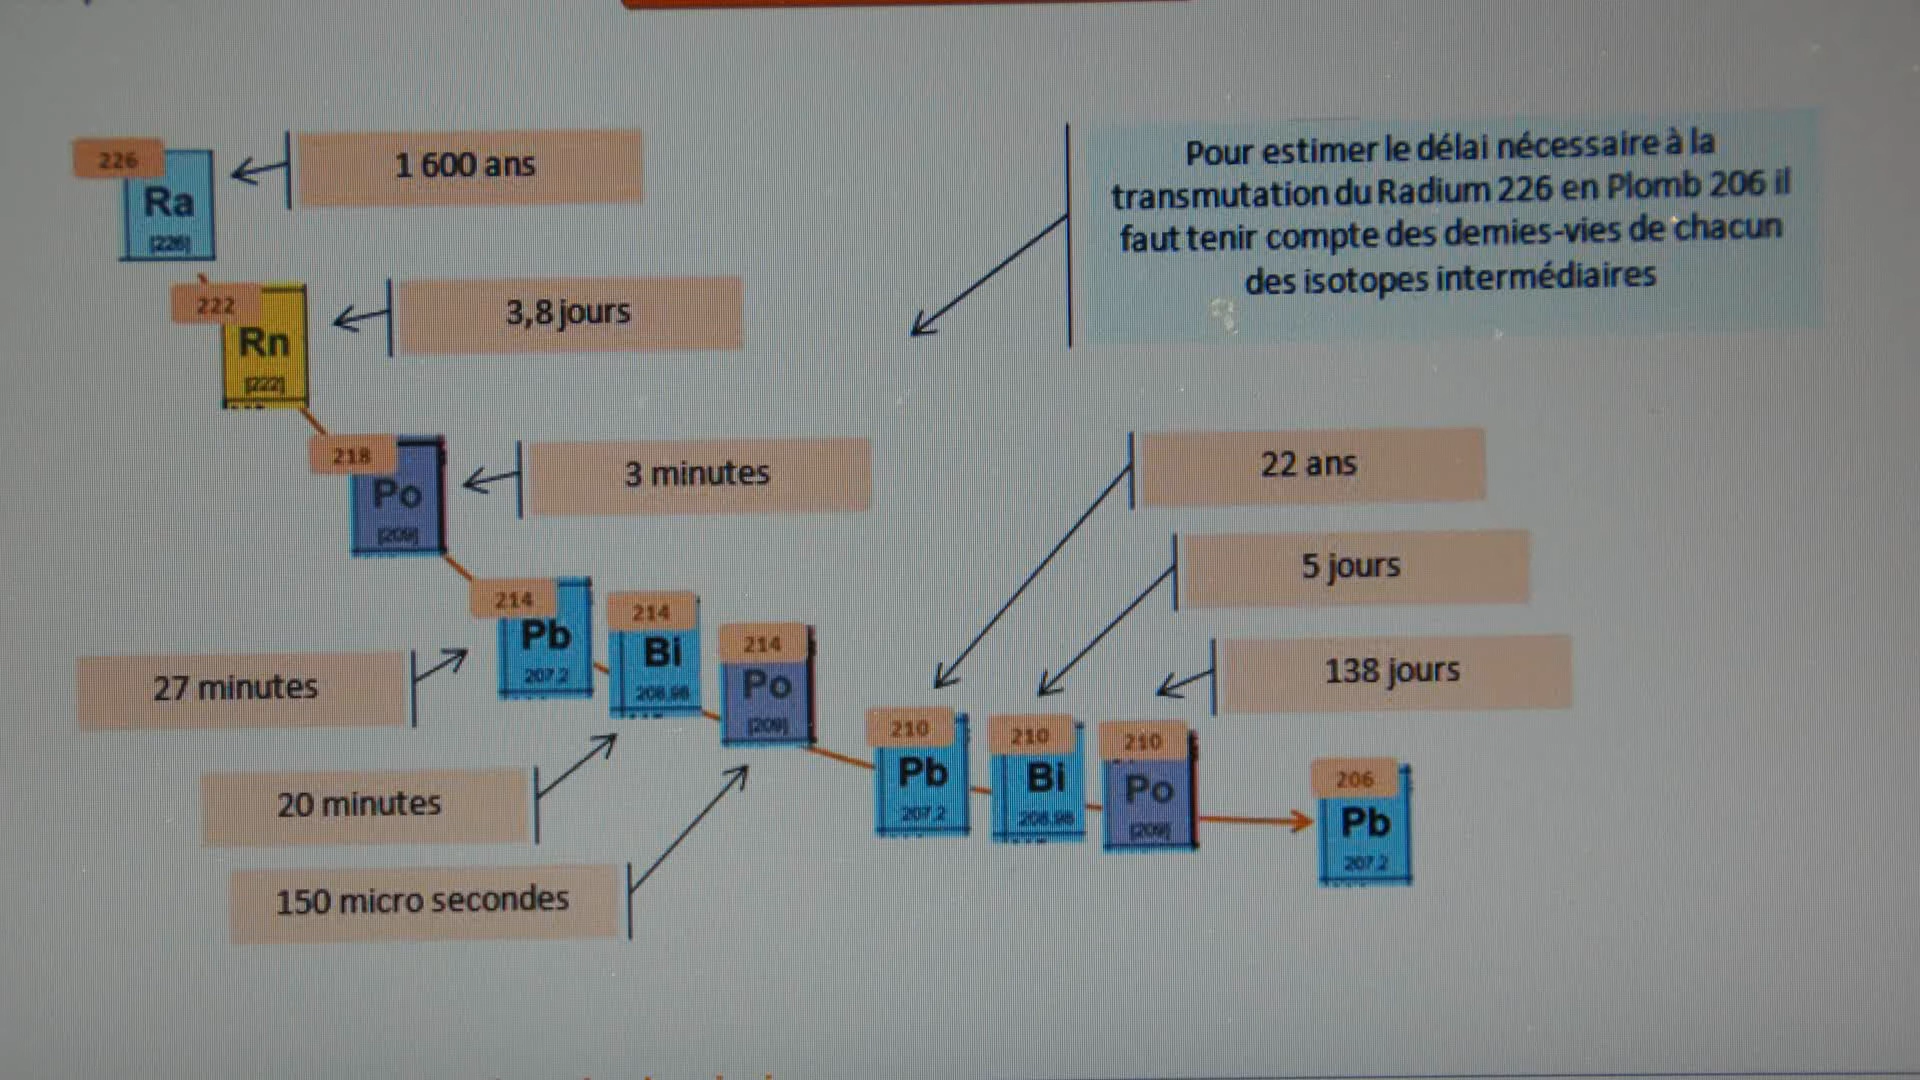 226
Ra
[226]
1 600 ans
Pour estimer le délai nécessaire à la
transmutation du Radium 226 en Plomb 206 il
faut tenir compte des demies-vies de chacun
des isotopes intermédiaires
222
Rn
[222]
3,8 jours
218
Po
[209]
3 minutes
22 ans
5 jours
138 jours
214
Pb
207.2
214
Bi
208.98
214
Po
[209]
27 minutes
20 minutes
150 micro secondes
210
Pb
207.2
210
Bi
208.98
210
Po
[209]
206
Pb
207.2